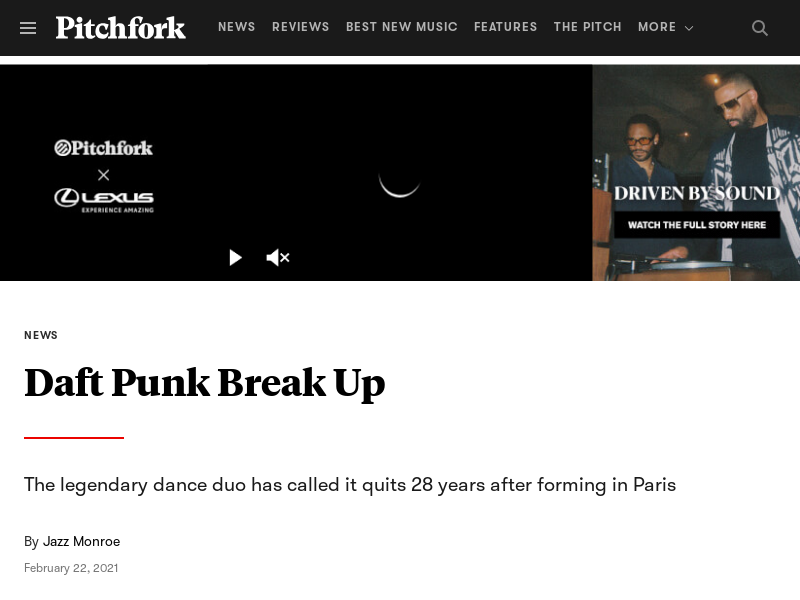 Pitchfork NEWS REVIEWS BEST NEW MUSIC FEATURES THE PITCH MORE
Pitchfork
LEXUS
EXPERIENCE AMAZING
DRIVEN BY SOUND
WATCH THE FULL STORY HERE
NEWS
Daft Punk Break Up
The legendary dance duo has called it quits 28 years after forming in Paris
By Jazz Monroe
February 22, 2021